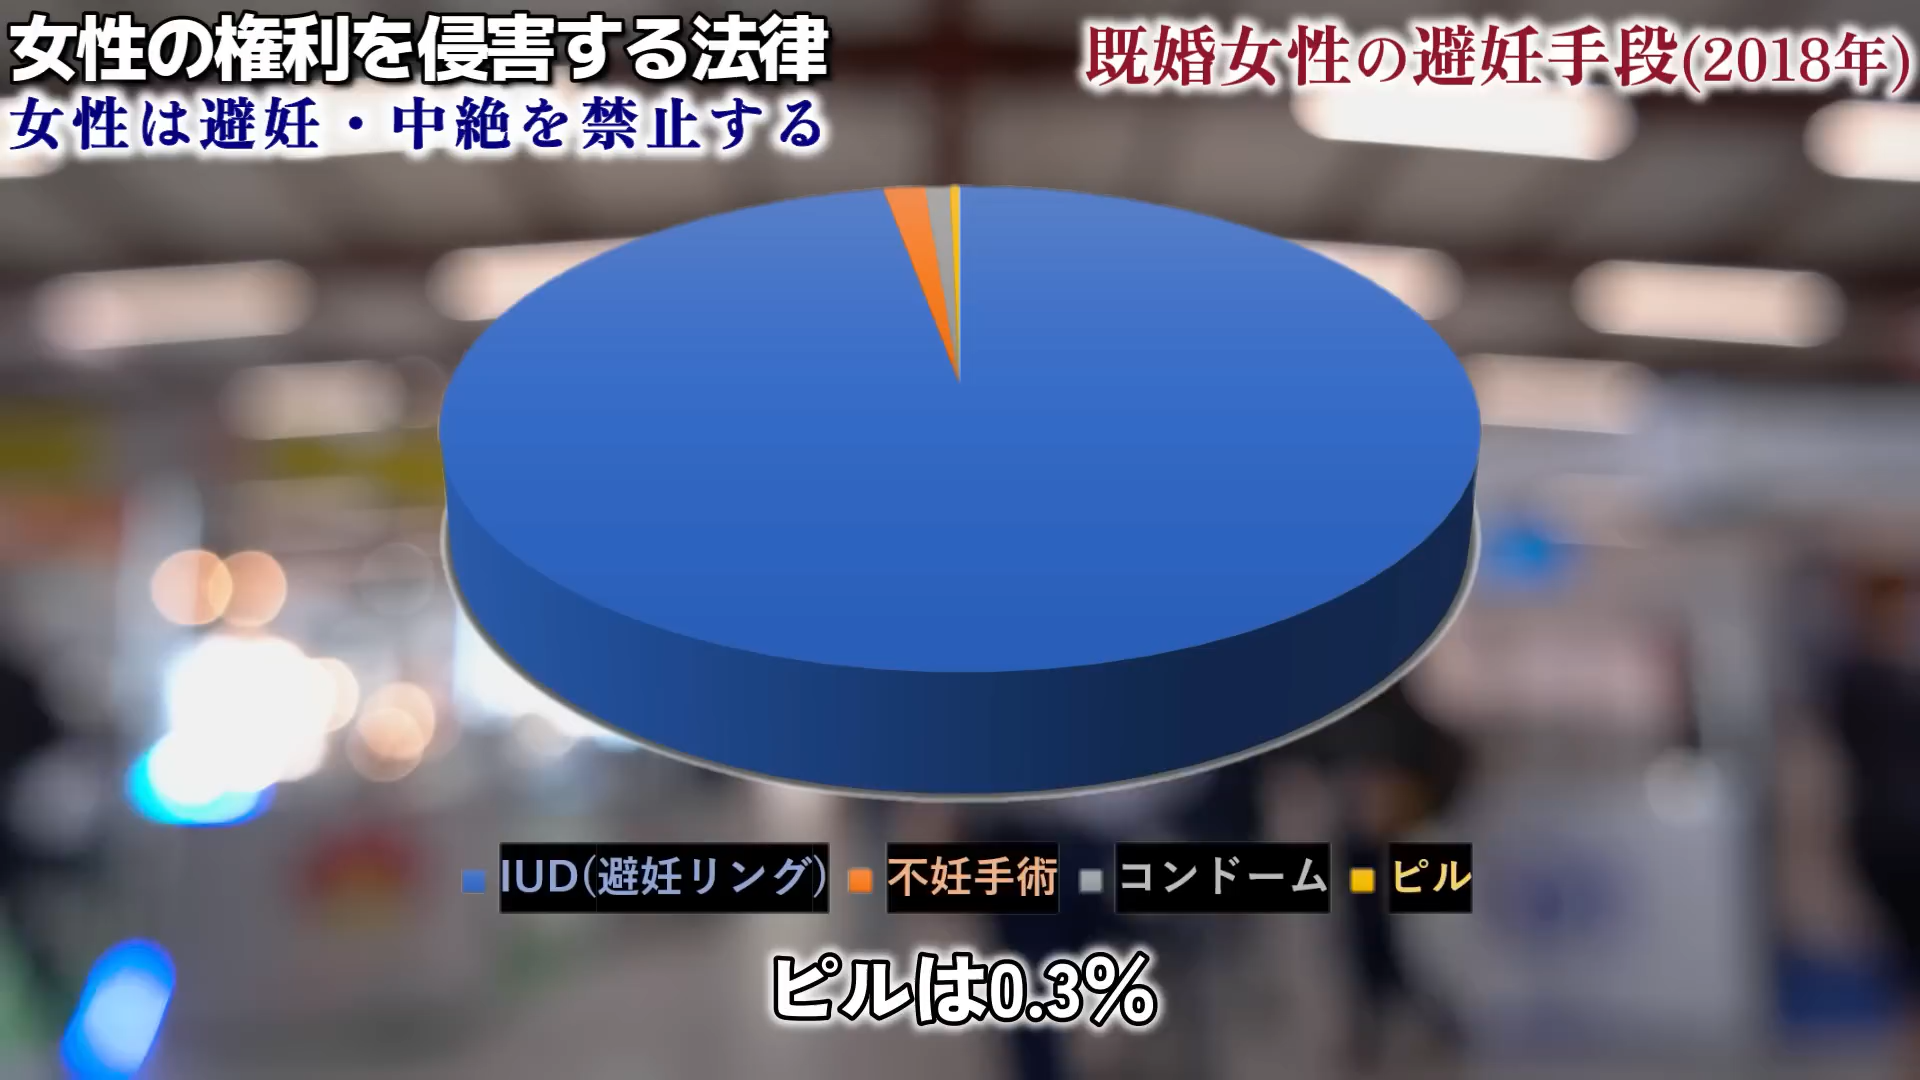 女性の権利を侵害する法律
女性は避妊・中絶を禁止する
既婚女性の避妊手段(2018年)
IUD(避妊リング) 不妊手術 コンドーム ピル
ピルは0.3%